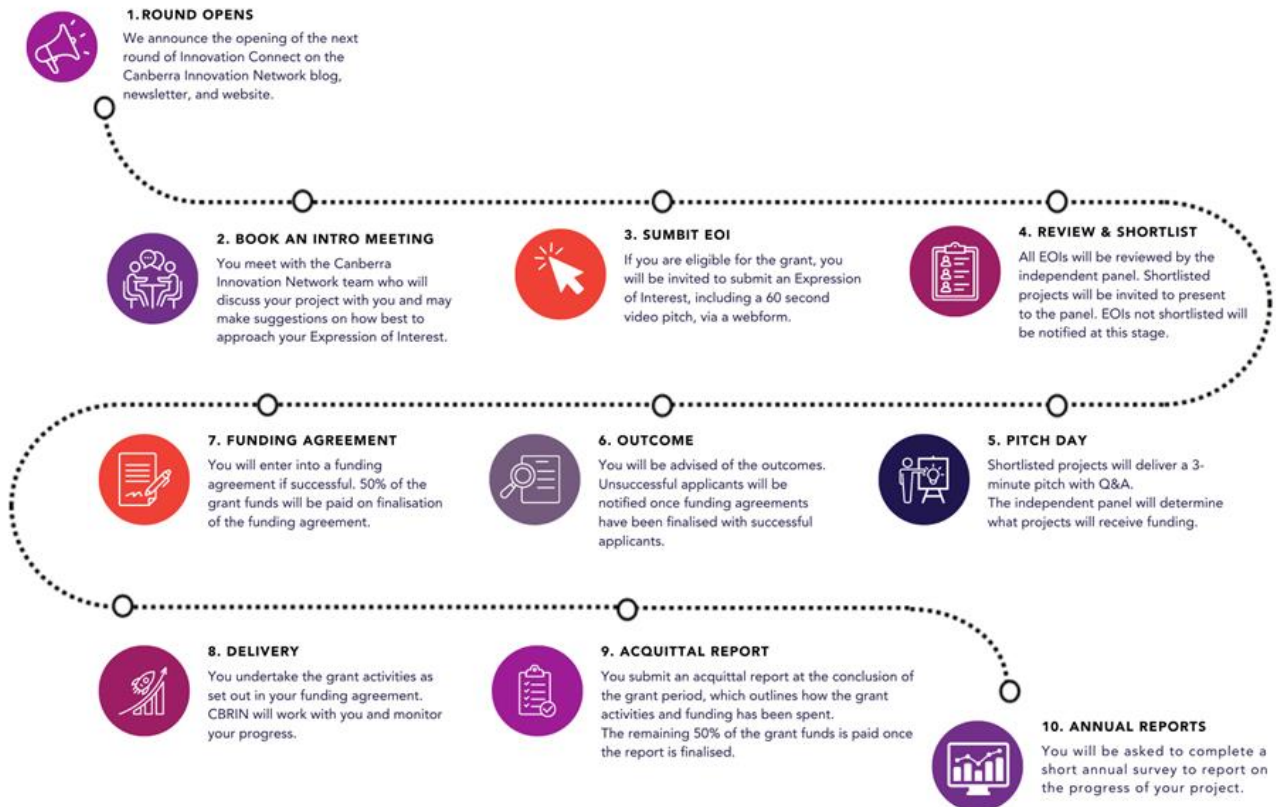 1.ROUND OPENS
We announce the opening of the next
round of Innovation Connect on the
Canberra Innovation Network blog,
newsletter, and website.
2. BOOK AN INTRO MEETING
You meet with the Canberra
Innovation Network team who will
discuss your project with you and may
make suggestions on how best to
approach your Expression of Interest.
3. SUMBIT EOI
If you are eligible for the grant, you
will be invited to submit an Expression
of Interest, including a 60 second
video pitch, via a webform.
4. REVIEW & SHORTLIST
All EOIs will be reviewed by the
independent panel. Shortlisted
projects will be invited to present
to the panel. EOIs not shortlisted will
be notified at this stage.
5. PITCH DAY
Shortlisted projects will deliver a 3-
minute pitch with Q&A.
The independent panel will determine
what projects will receive funding.
6. OUTCOME
You will be advised of the outcomes.
Unsuccessful applicants will be
notified once funding agreements
have been finalised with successful
applicants.
7. FUNDING AGREEMENT
You will enter into a funding
agreement if successful. 50% of the
grant funds will be paid on finalisation
of the funding agreement.
8. DELIVERY
You undertake the grant activities as
set out in your funding agreement.
CBRIN will work with you and monitor
your progress.
9. ACQUITTAL REPORT
You submit an acquittal report at the conclusion of
the grant period, which outlines how the grant
activities and funding has been spent.
The remaining 50% of the grant funds is paid once
the report is finalised.
10. ANNUAL REPORTS
You will be asked to complete a
short annual survey to report on
the progress of your project.